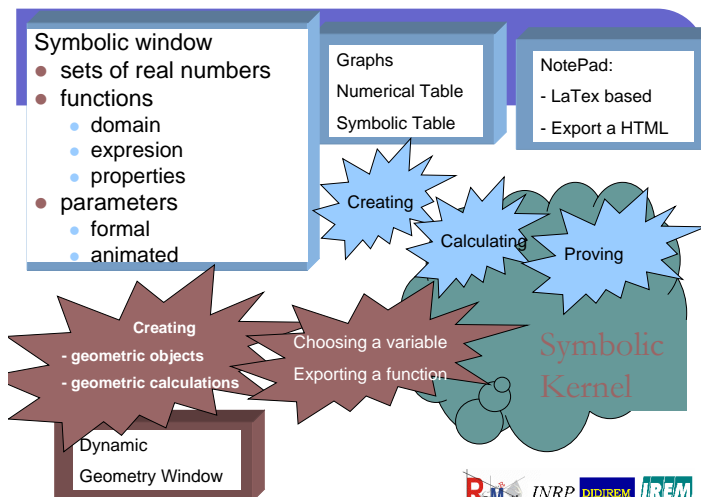 Symbolic window
sets of real numbers
functions
domain
expresion
properties
parameters
formal
animated
Graphs
Numerical Table
Symbolic Table
NotePad:
- LaTex based
- Export a HTML
Creating
Calculating
Proving
Creating
- geometric objects
- geometric calculations
Choosing a variable
Exporting a function
Symbolic
Kernel
Dynamic
Geometry Window
INRP DIDIREM IREM